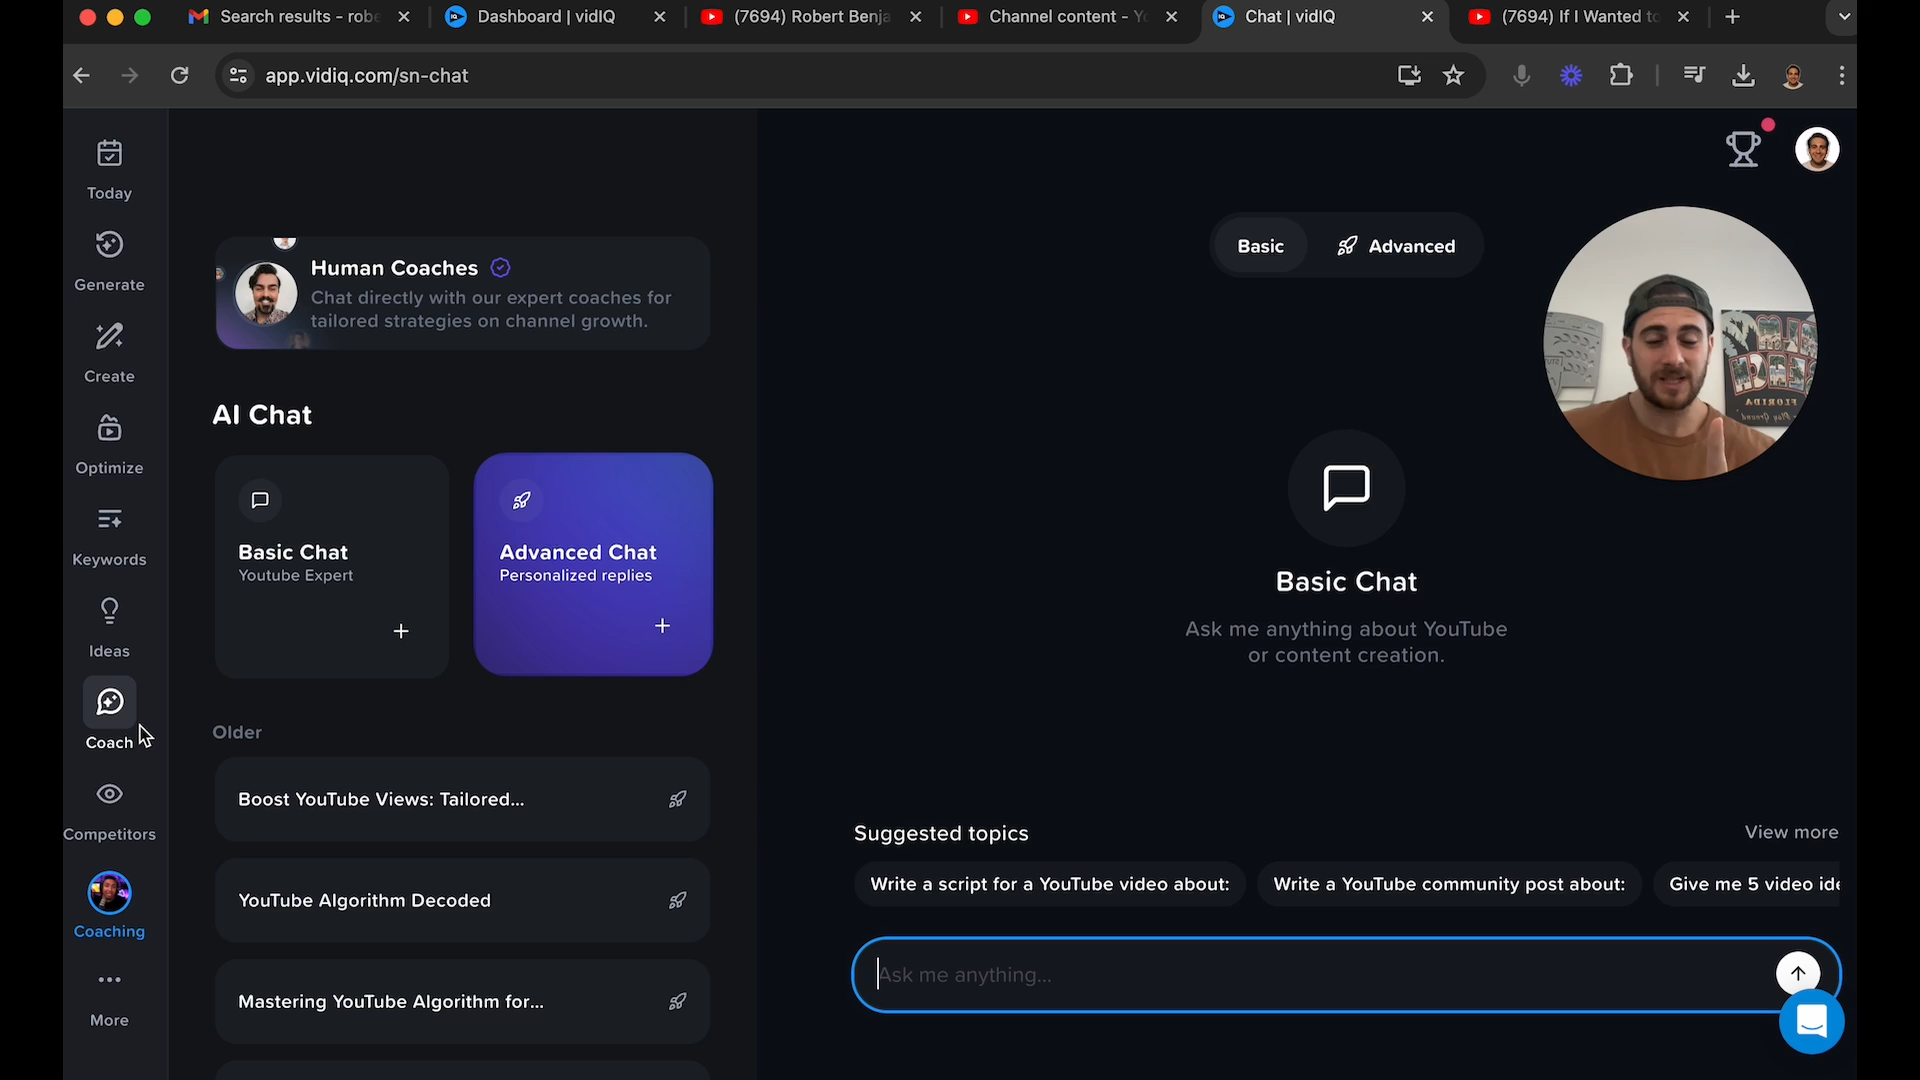 Search results - robe
Dashboard | vidIQ
(7694) Robert Benja
Channel content - Yo
Chat | vidIQ
(7694) If I Wanted to
app.vidiq.com/sn-chat
Today
Generate
Create
Optimize
Keywords
Ideas
Coach
Competitors
Coaching
More
Human Coaches
Chat directly with our expert coaches for
tailored strategies on channel growth.
AI Chat
Basic Chat
Youtube Expert
Advanced Chat
Personalized replies
Older
Boost YouTube Views: Tailored...
YouTube Algorithm Decoded
Mastering YouTube Algorithm for...
Basic
Advanced
FLORIDA
Basic Chat
Ask me anything about YouTube
or content creation.
Suggested topics
View more
Write a script for a YouTube video about:
Write a YouTube community post about:
Give me 5 video ide
Ask me anything...